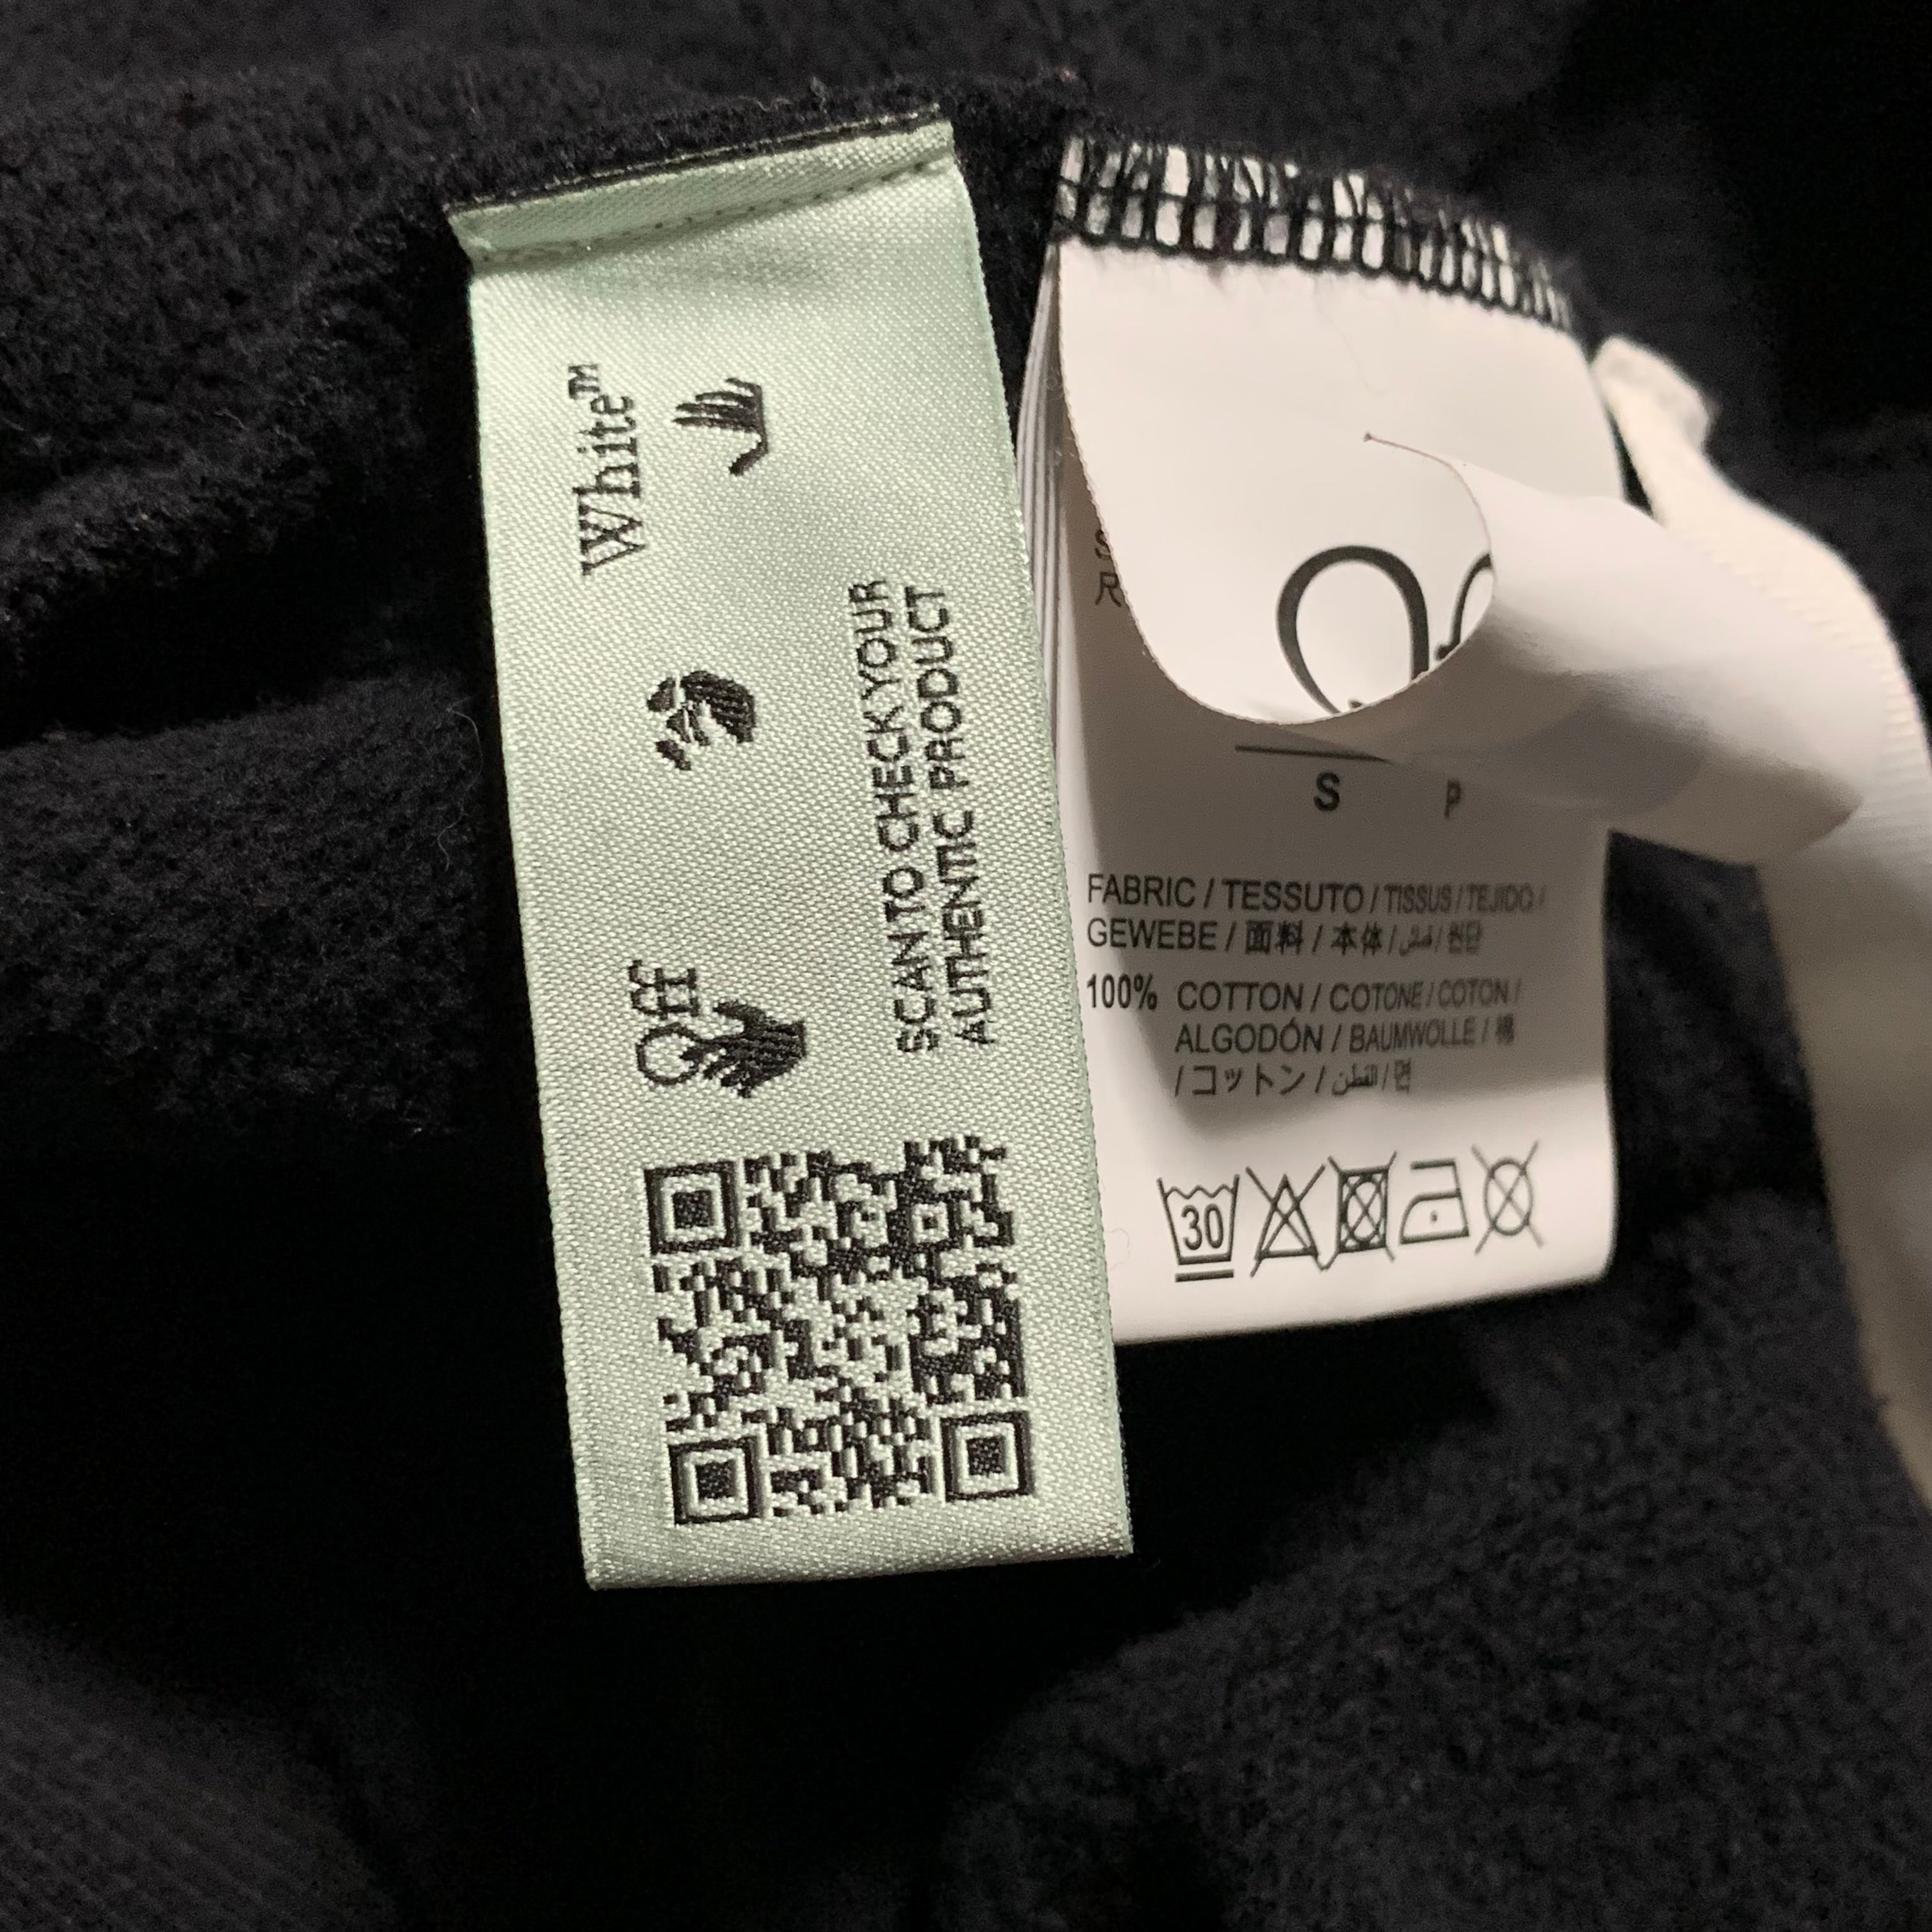 Off White™
SCAN TO CHECK YOUR
AUTHENTIC PRODUCT
S
FABRIC / TESSUTO / TISSUS / TEJIDO /
GEWEBE / 面料 / 本体 / قماش / 원단
100% COTTON / COTONE / COTON /
ALGODÓN / BAUMWOLLE / 棉
/ コットン / القطن / 면
30